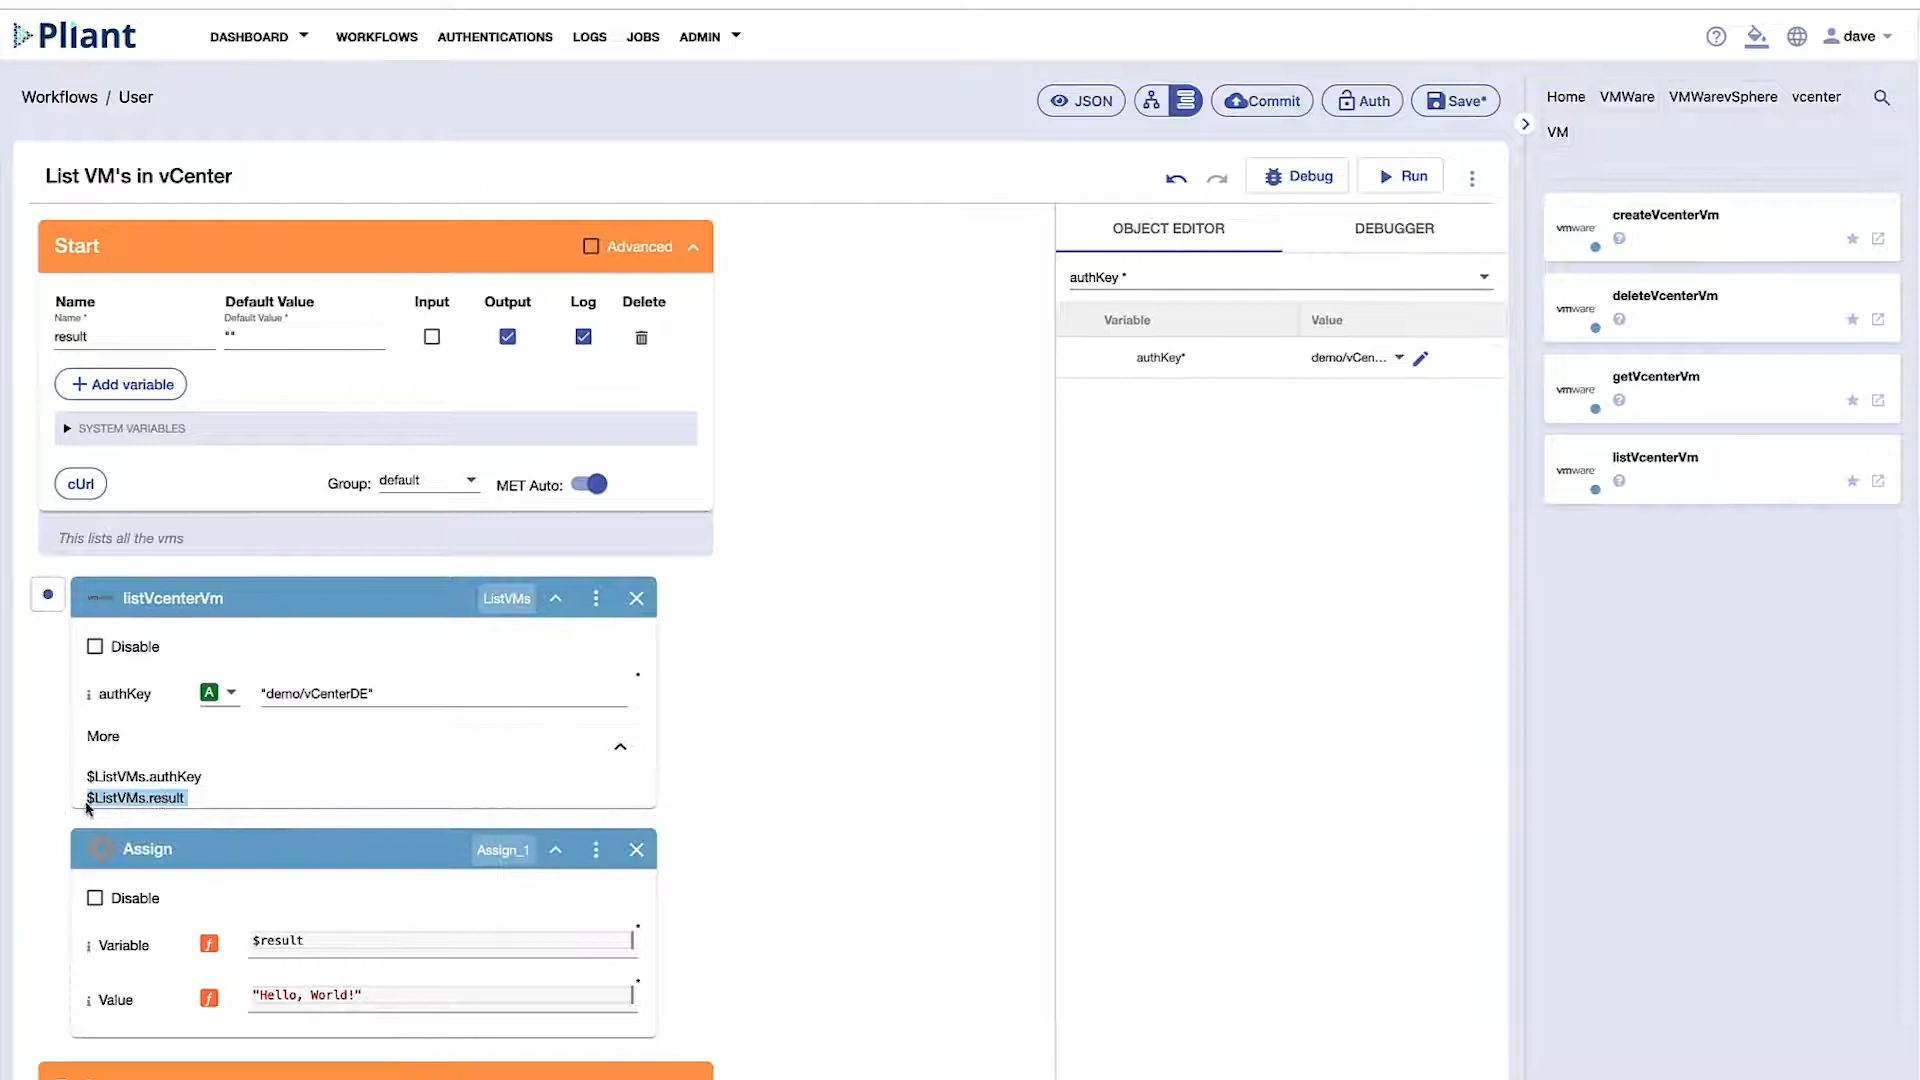 Pliant
DASHBOARD
WORKFLOWS
AUTHENTICATIONS
LOGS
JOBS
ADMIN
dave
Workflows / User
JSON
Commit
Auth
Save*
Home
VMWare
VMWarevSphere
vcenter
VM
List VM's in vCenter
Debug
Run
Start
Advanced
OBJECT EDITOR
DEBUGGER
Name
Default Value
Input
Output
Log
Delete
Name *
Default Value *
result
""
Add variable
SYSTEM VARIABLES
cUrl
Group: default
MET Auto:
This lists all the vms
authKey *
Variable
Value
authKey*
demo/vCen...
vmware
createVcenterVm
vmware
deleteVcenterVm
vmware
getVcenterVm
vmware
listVcenterVm
listVcenterVm
ListVMs
Disable
authKey
A
"demo/vCenterDE"
More
$ListVMs.authKey
$ListVMs.result
Assign
Assign_1
Disable
Variable
f
$result
Value
f
"Hello, World!"